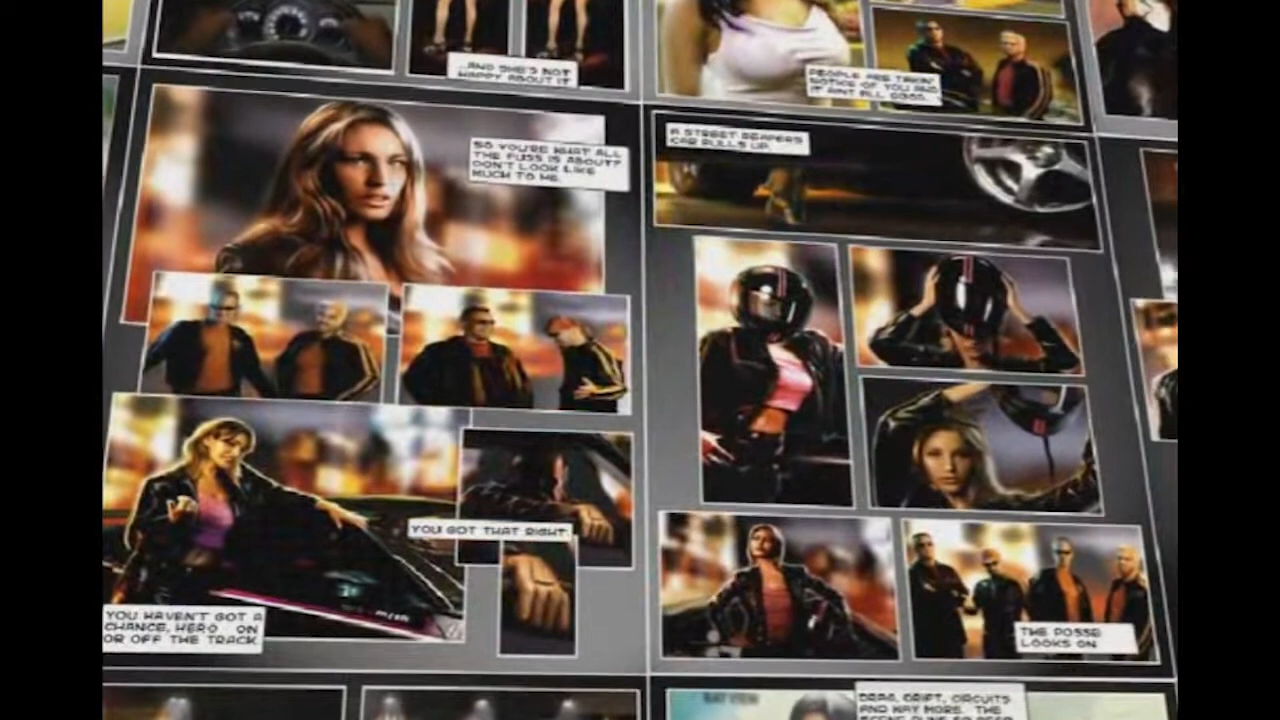 ...AND SHE'S NOT
HAPPY ABOUT IT
PEOPLE ARE TAKIN'
NOTICE OF YOU AND
IT AINT ALL GOOD...
SO YOU'RE WHAT ALL
THE FUSS IS ABOUT?
DON'T LOOK LIKE
MUCH TO ME.
A STREET REAPERS
CAR PULLS UP.
YOU GOT THAT RIGHT.
YOU HAVEN'T GOT A
CHANCE, HERO ON
OR OFF THE TRACK
THE POSSE
LOOKS ON
DRAG, DRIFT, CIRCUITS
AND WAY MORE. THE